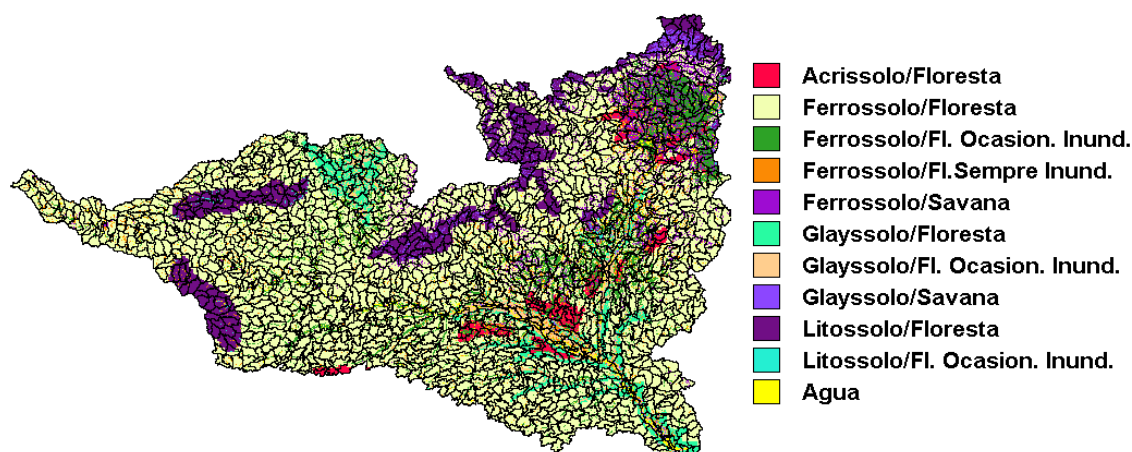 Acrissolo/Floresta
Ferrossolo/Floresta
Ferrossolo/Fl. Ocasion. Inund.
Ferrossolo/Fl.Sempre Inund.
Ferrossolo/Savana
Glayssolo/Floresta
Glayssolo/Fl. Ocasion. Inund.
Glayssolo/Savana
Litossolo/Floresta
Litossolo/Fl. Ocasion. Inund.
Agua